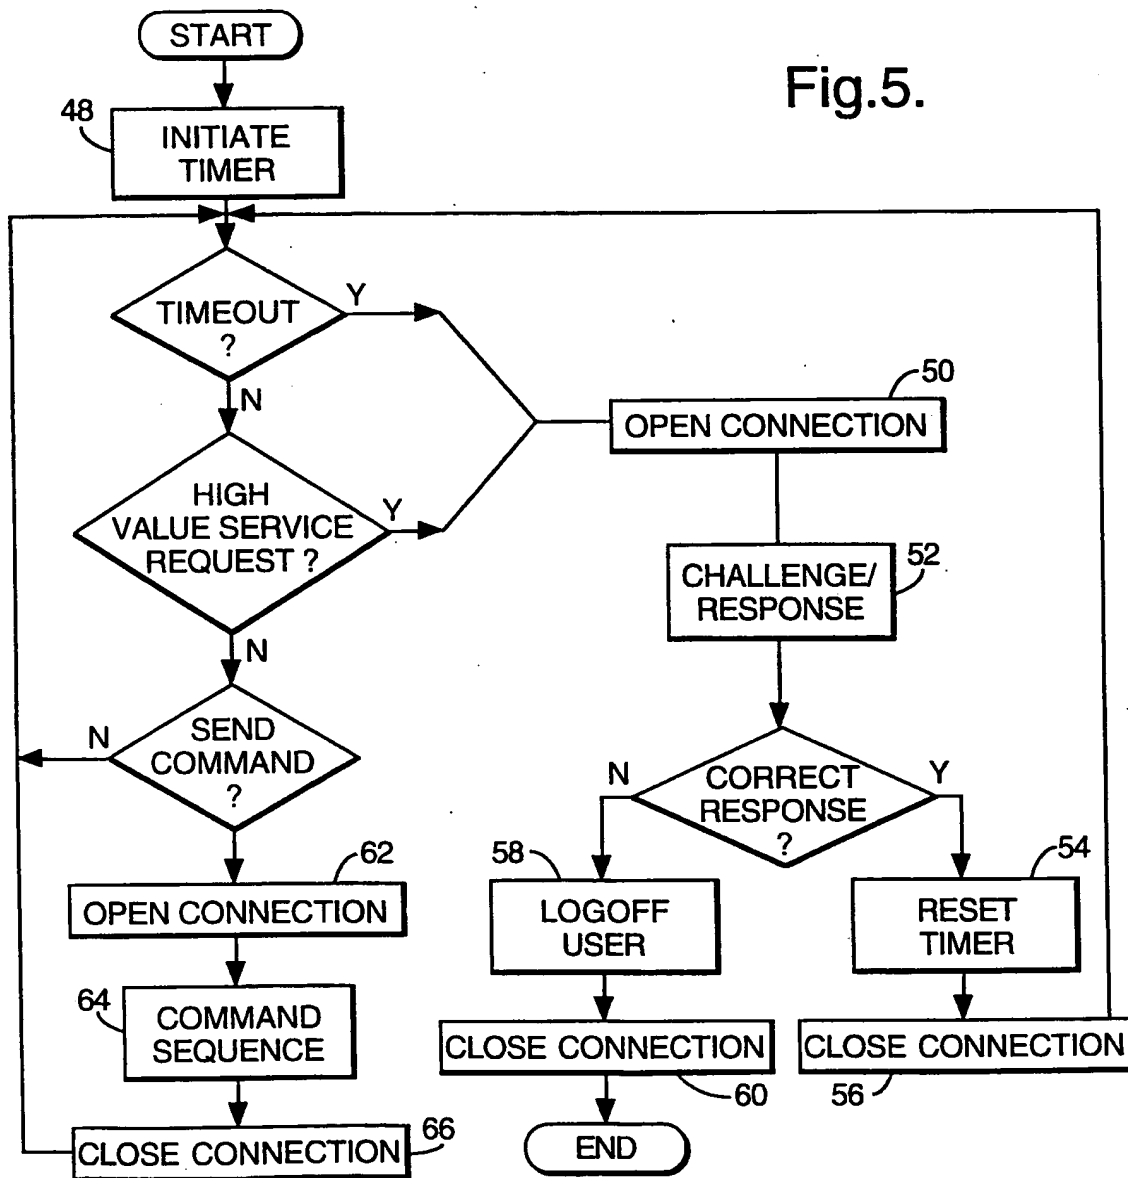 START
Fig.5.
48
INITIATE
TIMER
TIMEOUT
?
Y
N
50
OPEN CONNECTION
HIGH
VALUE SERVICE
REQUEST ?
Y
N
52
CHALLENGE/
RESPONSE
SEND
COMMAND
?
N
CORRECT
RESPONSE
?
N
Y
62
OPEN CONNECTION
58
LOGOFF
USER
54
RESET
TIMER
64
COMMAND
SEQUENCE
CLOSE CONNECTION
60
CLOSE CONNECTION
56
CLOSE CONNECTION
66
END